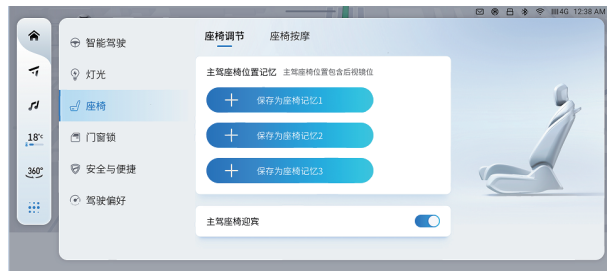 4G 12:38 AM
智能驾驶
灯光
座椅
门窗锁
安全与便捷
驾驶偏好
18°c
360°
座椅调节 座椅按摩
主驾座椅位置记忆 主驾座椅位置包含后视镜位
保存为座椅记忆1
保存为座椅记忆2
保存为座椅记忆3
主驾座椅迎宾